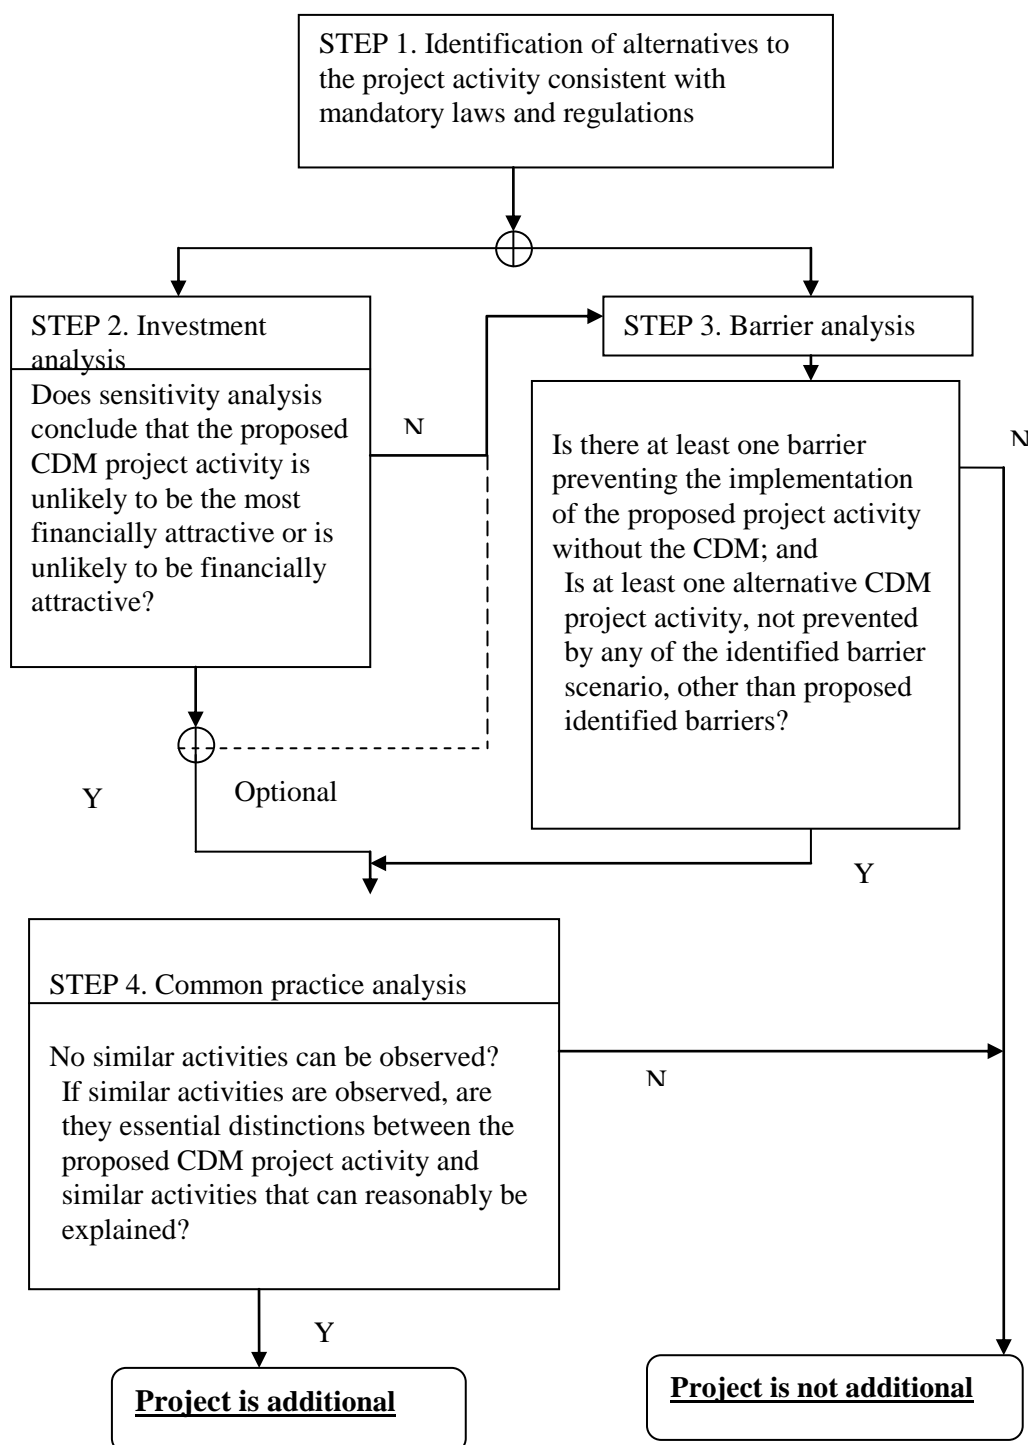 STEP 1. Identification of alternatives to
the project activity consistent with
mandatory laws and regulations
STEP 2. Investment
analysis
Does sensitivity analysis
conclude that the proposed
CDM project activity is
unlikely to be the most
financially attractive or is
unlikely to be financially
attractive?
N
STEP 3. Barrier analysis
Is there at least one barrier
preventing the implementation
of the proposed project activity
without the CDM; and
Is at least one alternative CDM
project activity, not prevented
by any of the identified barrier
scenario, other than proposed
identified barriers?
N
Y
Optional
Y
STEP 4. Common practice analysis
No similar activities can be observed?
If similar activities are observed, are
they essential distinctions between the
proposed CDM project activity and
similar activities that can reasonably be
explained?
N
Y
Project is additional
Project is not additional